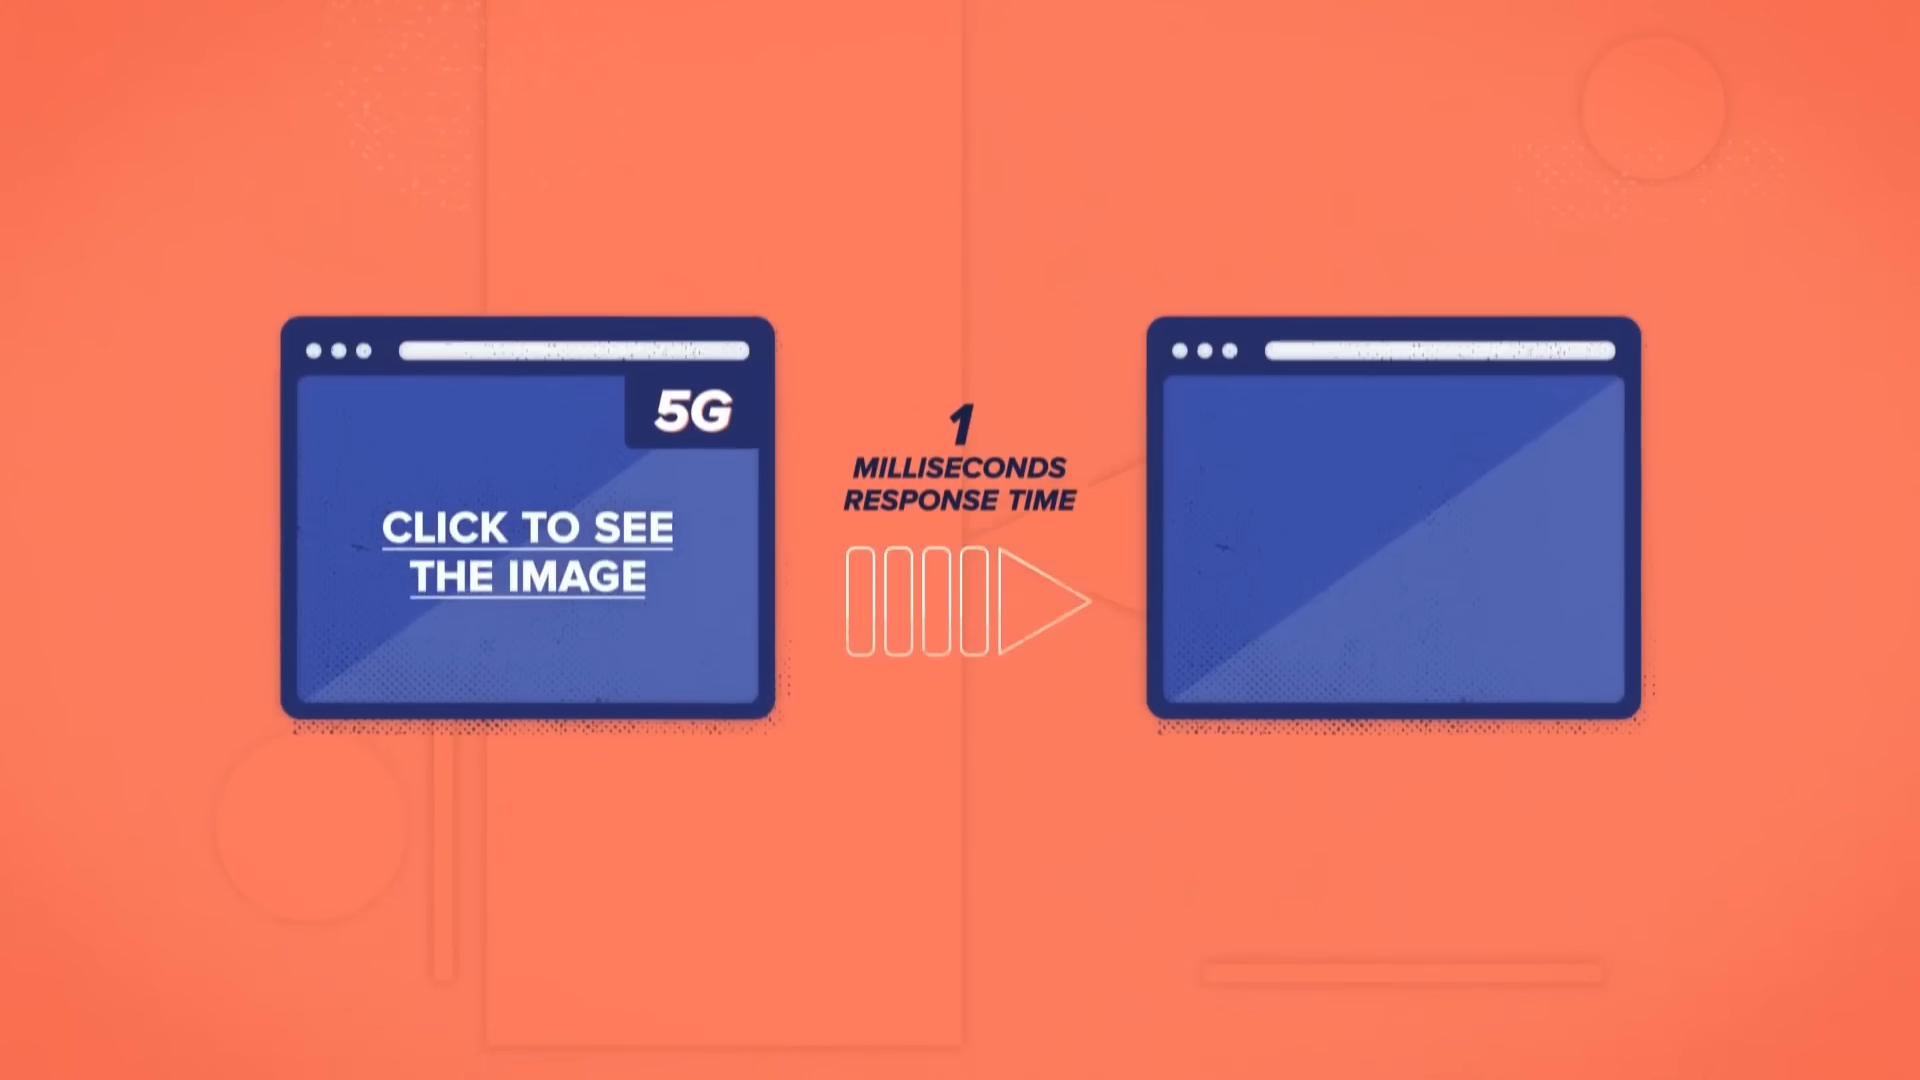 5G
CLICK TO SEE
THE IMAGE
1
MILLISECONDS
RESPONSE TIME